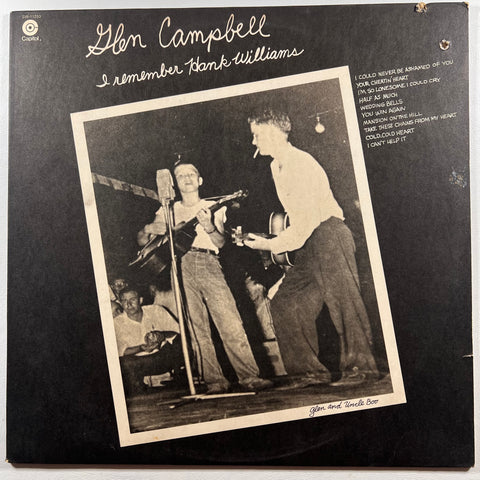 Capitol
Glen Campbell
I remember Hank Williams
I COULD NEVER BE ASHAMED OF YOU
YOUR CHEATIN' HEART
I'M SO LONESOME I COULD CRY
HALF AS MUCH
WEDDING BELLS
YOU WIN AGAIN
MANSION ON THE HILL
TAKE THESE CHAINS FROM MY HEART
COLD, COLD HEART
I CAN'T HELP IT
glen and Uncle Boo